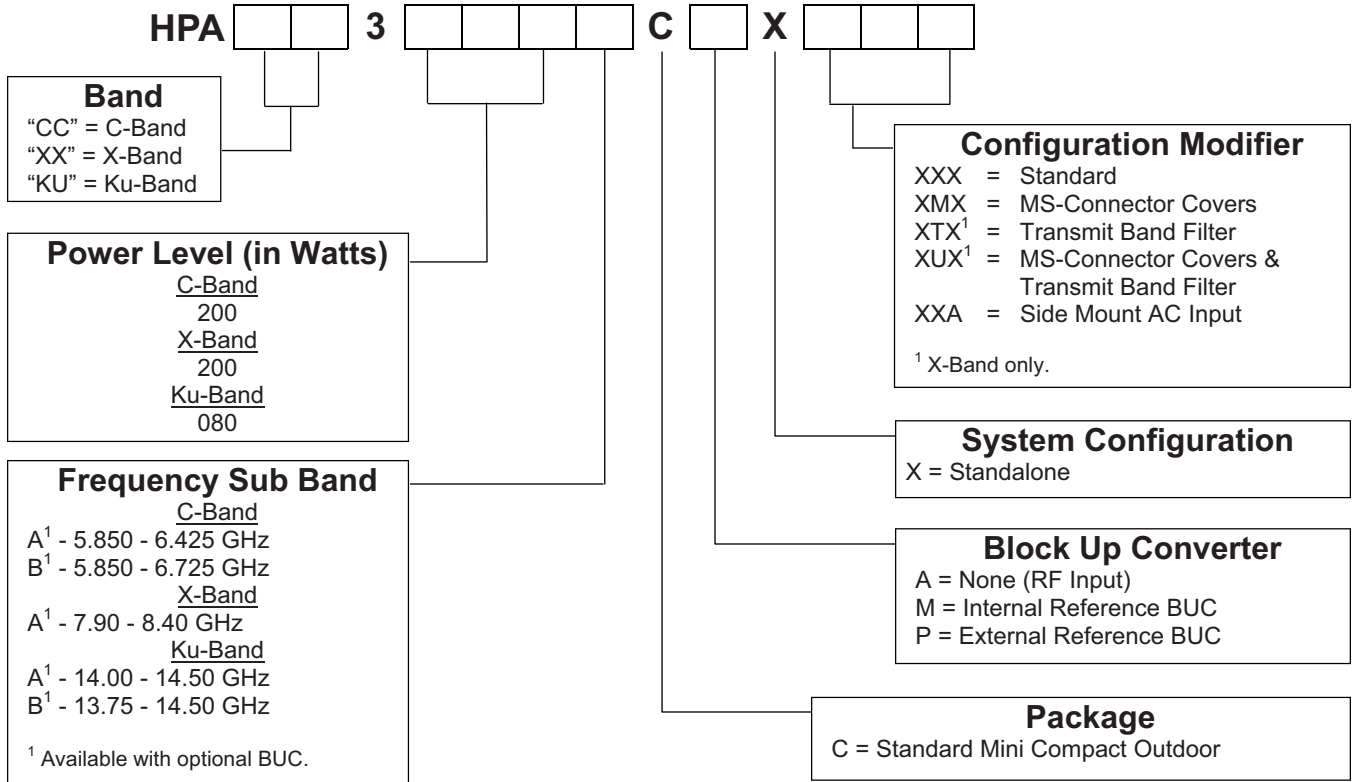 HPA 3 C X
Band
“CC” = C-Band
“XX” = X-Band
“KU” = Ku-Band
Power Level (in Watts)
C-Band
200
X-Band
200
Ku-Band
080
Frequency Sub Band
C-Band
A¹ - 5.850 - 6.425 GHz
B¹ - 5.850 - 6.725 GHz
X-Band
A¹ - 7.90 - 8.40 GHz
Ku-Band
A¹ - 14.00 - 14.50 GHz
B¹ - 13.75 - 14.50 GHz
¹ Available with optional BUC.
Configuration Modifier
XXX = Standard
XMX = MS-Connector Covers
XTX¹ = Transmit Band Filter
XUX¹ = MS-Connector Covers &
Transmit Band Filter
XXA = Side Mount AC Input
¹ X-Band only.
System Configuration
X = Standalone
Block Up Converter
A = None (RF Input)
M = Internal Reference BUC
P = External Reference BUC
Package
C = Standard Mini Compact Outdoor